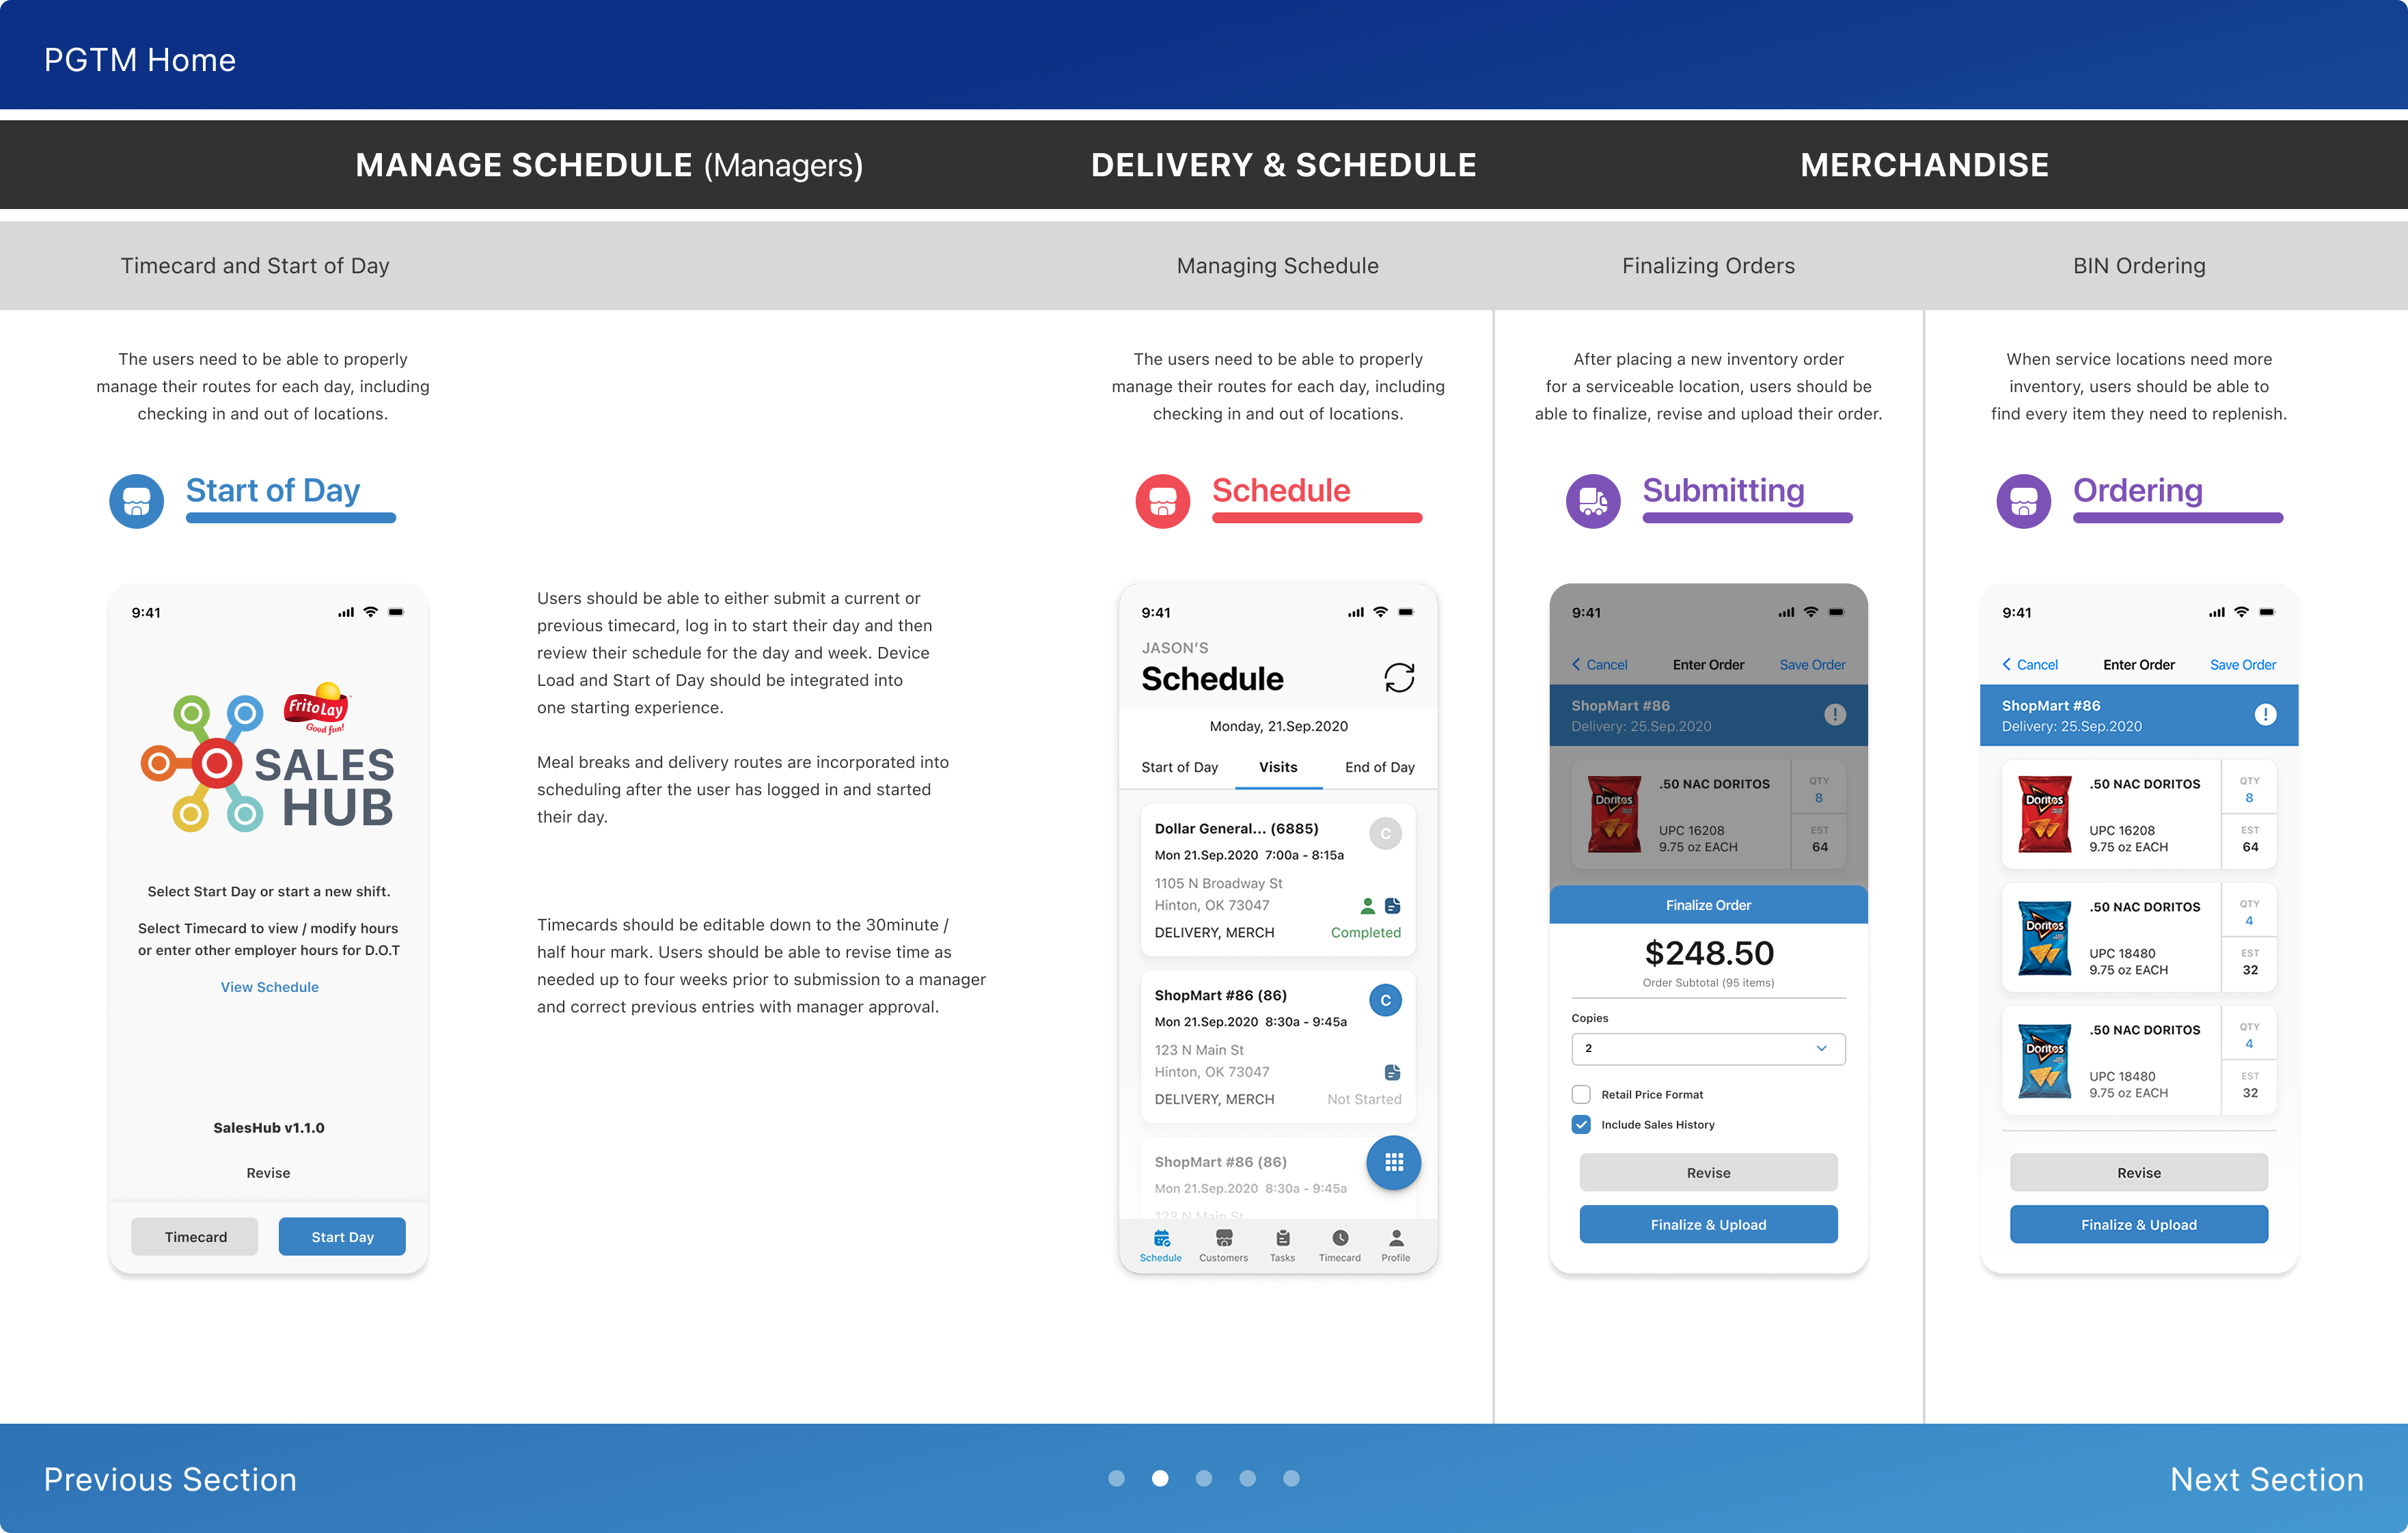 PGTM Home
MANAGE SCHEDULE (Managers)
DELIVERY & SCHEDULE
MERCHANDISE
Timecard and Start of Day
Managing Schedule
Finalizing Orders
BIN Ordering
The users need to be able to properly
manage their routes for each day, including
checking in and out of locations.
Start of Day
9:41
FritoLay
Good fun!
SALES
HUB
Select Start Day or start a new shift.
Select Timecard to view / modify hours
or enter other employer hours for D.O.T
View Schedule
SalesHub v1.1.0
Revise
Timecard
Start Day
Users should be able to either submit a current or
previous timecard, log in to start their day and then
review their schedule for the day and week. Device
Load and Start of Day should be integrated into
one starting experience.
Meal breaks and delivery routes are incorporated into
scheduling after the user has logged in and started
their day.
Timecards should be editable down to the 30minute /
half hour mark. Users should be able to revise time as
needed up to four weeks prior to submission to a manager
and correct previous entries with manager approval.
The users need to be able to properly
manage their routes for each day, including
checking in and out of locations.
Schedule
9:41
JASON'S
Schedule
Monday, 21.Sep.2020
Start of Day
Visits
End of Day
Dollar General... (6885)
C
Mon 21.Sep.2020 7:00a - 8:15a
1105 N Broadway St
Hinton, OK 73047
DELIVERY, MERCH
Completed
ShopMart #86 (86)
C
Mon 21.Sep.2020 8:30a - 9:45a
123 N Main St
Hinton, OK 73047
DELIVERY, MERCH
Not Started
ShopMart #86 (86)
Mon 21.Sep.2020 8:30a - 9:45a
123 N Main St
Schedule
Customers
Tasks
Timecard
Profile
After placing a new inventory order
for a serviceable location, users should be
able to finalize, revise and upload their order.
Submitting
9:41
Cancel
Enter Order
Save Order
ShopMart #86
Delivery: 25.Sep.2020
!
Doritos
.50 NAC DORITOS
UPC 16208
9.75 oz EACH
QTY
8
EST
64
Finalize Order
$248.50
Order Subtotal (95 items)
Copies
2
Retail Price Format
Include Sales History
Revise
Finalize & Upload
When service locations need more
inventory, users should be able to
find every item they need to replenish.
Ordering
9:41
Cancel
Enter Order
Save Order
ShopMart #86
Delivery: 25.Sep.2020
!
Doritos
.50 NAC DORITOS
UPC 16208
9.75 oz EACH
QTY
8
EST
64
Doritos
.50 NAC DORITOS
UPC 18480
9.75 oz EACH
QTY
4
EST
32
Doritos
.50 NAC DORITOS
UPC 18480
9.75 oz EACH
QTY
4
EST
32
Revise
Finalize & Upload
Previous Section
Next Section